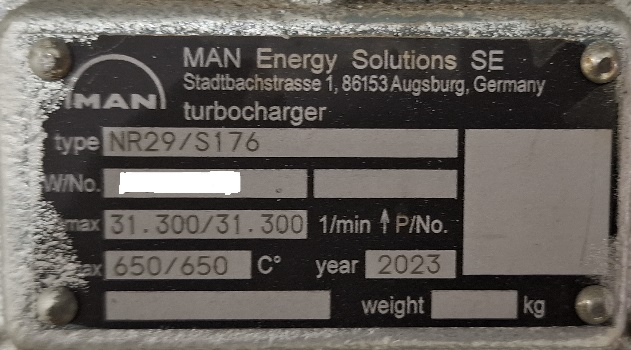 MAN Energy Solutions SE
Stadtbachstrasse 1, 86153 Augsburg, Germany
MAN
turbocharger
type NR29/S176
W/No.
max 31.300/31.300 1/min ↑ P/No.
650/650 C° year 2023
weight kg